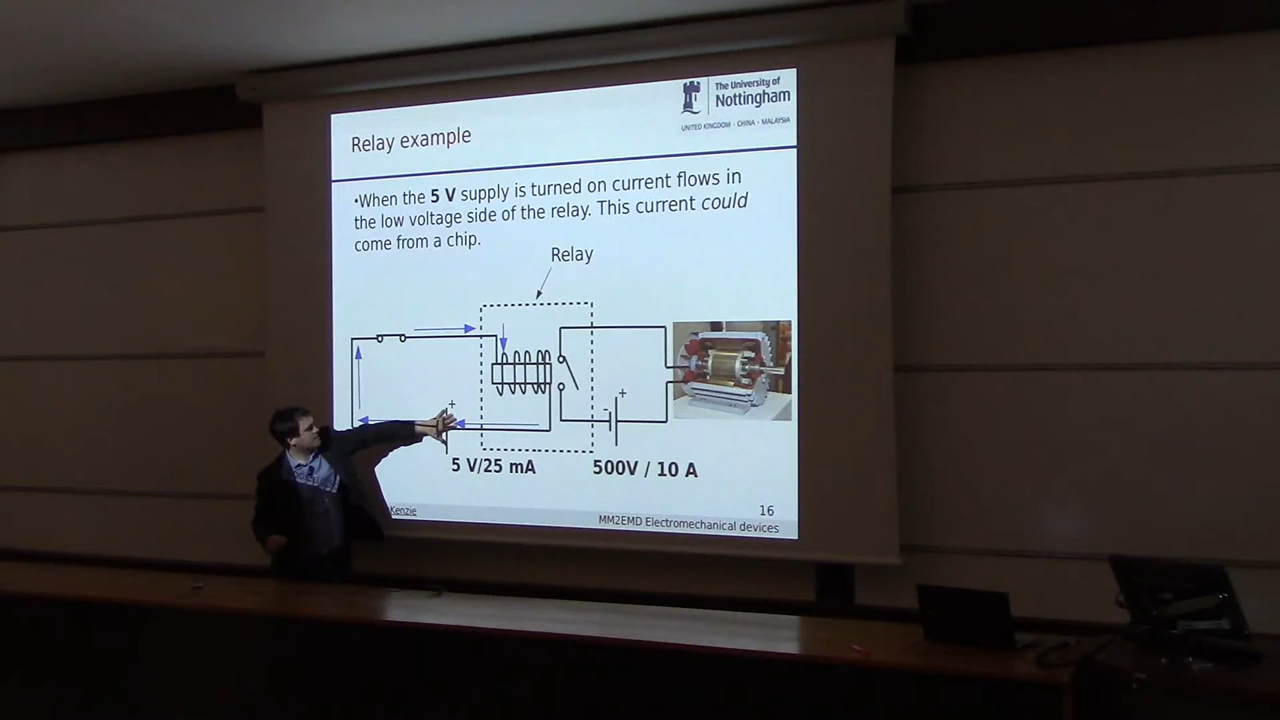 The University of
Nottingham
UNITED KINGDOM · CHINA · MALAYSIA
Relay example
•When the 5 V supply is turned on current flows in
the low voltage side of the relay. This current could
come from a chip.
Relay
+
+
-
5 V/25 mA
500V / 10 A
Kenzie
16
MM2EMD Electromechanical devices